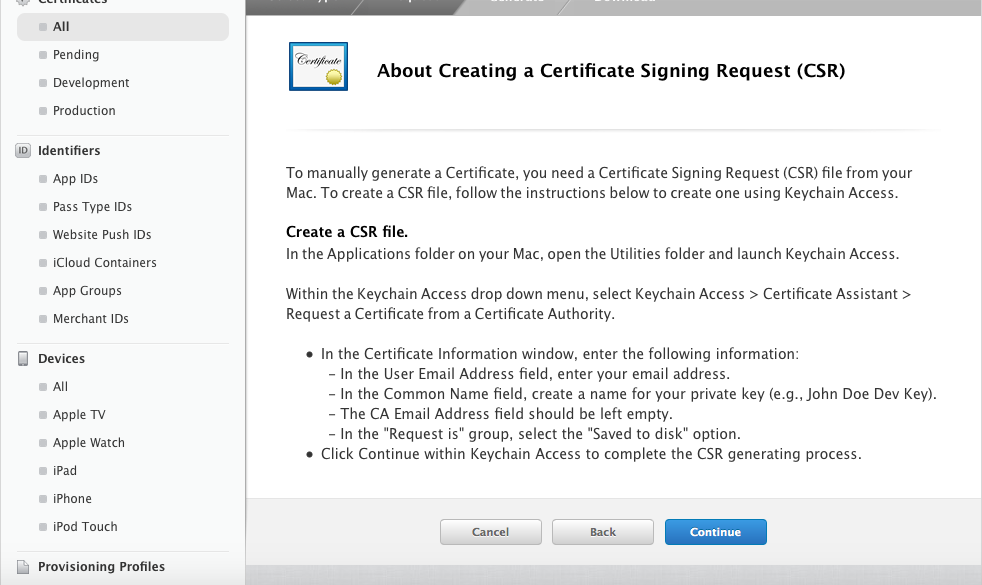 Certificates
All
Pending
Development
Production
ID Identifiers
App IDs
Pass Type IDs
Website Push IDs
iCloud Containers
App Groups
Merchant IDs
Devices
All
Apple TV
Apple Watch
iPad
iPhone
iPod Touch
Provisioning Profiles
Generate
Download
Certificate
About Creating a Certificate Signing Request (CSR)
To manually generate a Certificate, you need a Certificate Signing Request (CSR) file from your
Mac. To create a CSR file, follow the instructions below to create one using Keychain Access.
Create a CSR file.
In the Applications folder on your Mac, open the Utilities folder and launch Keychain Access.
Within the Keychain Access drop down menu, select Keychain Access > Certificate Assistant >
Request a Certificate from a Certificate Authority.
• In the Certificate Information window, enter the following information:
– In the User Email Address field, enter your email address.
– In the Common Name field, create a name for your private key (e.g., John Doe Dev Key).
– The CA Email Address field should be left empty.
– In the "Request is" group, select the "Saved to disk" option.
• Click Continue within Keychain Access to complete the CSR generating process.
Cancel
Back
Continue